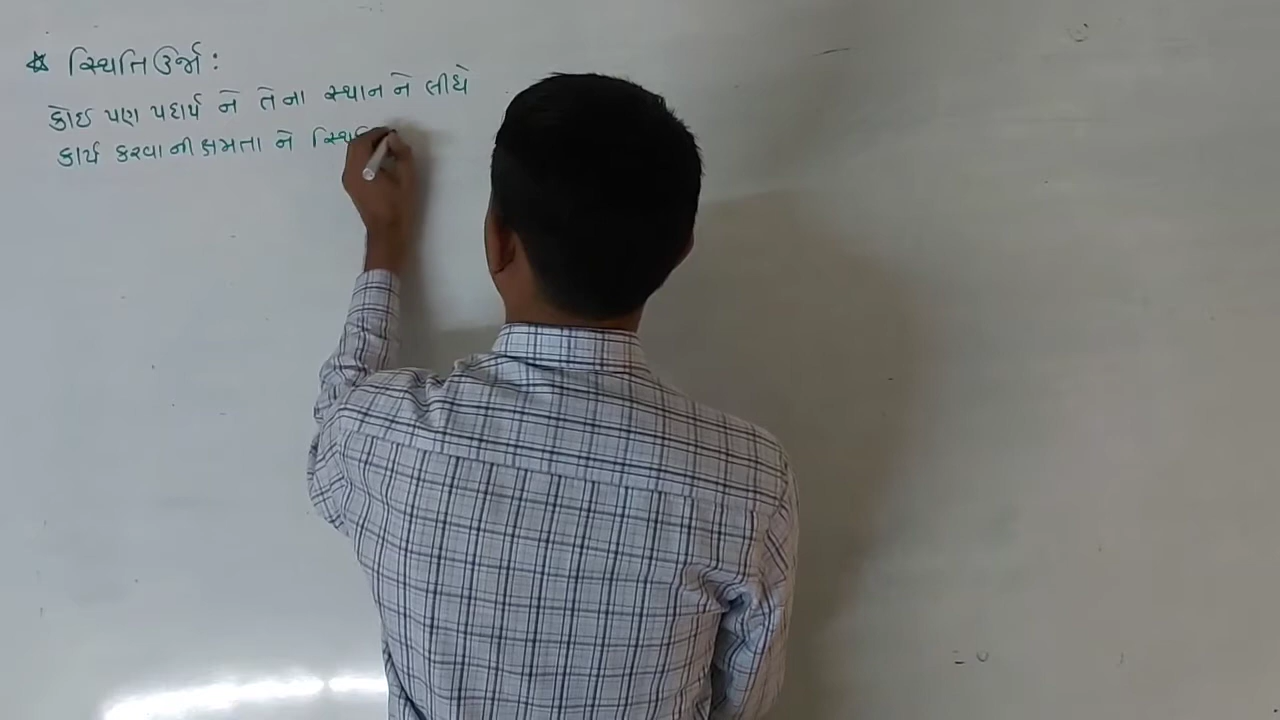 * સ્થિતિઉર્જા :
કોઇ પણ પદાર્થ ને તેના સ્થાન ને લીધે
કાર્ય કરવા ની ક્ષમતા ને